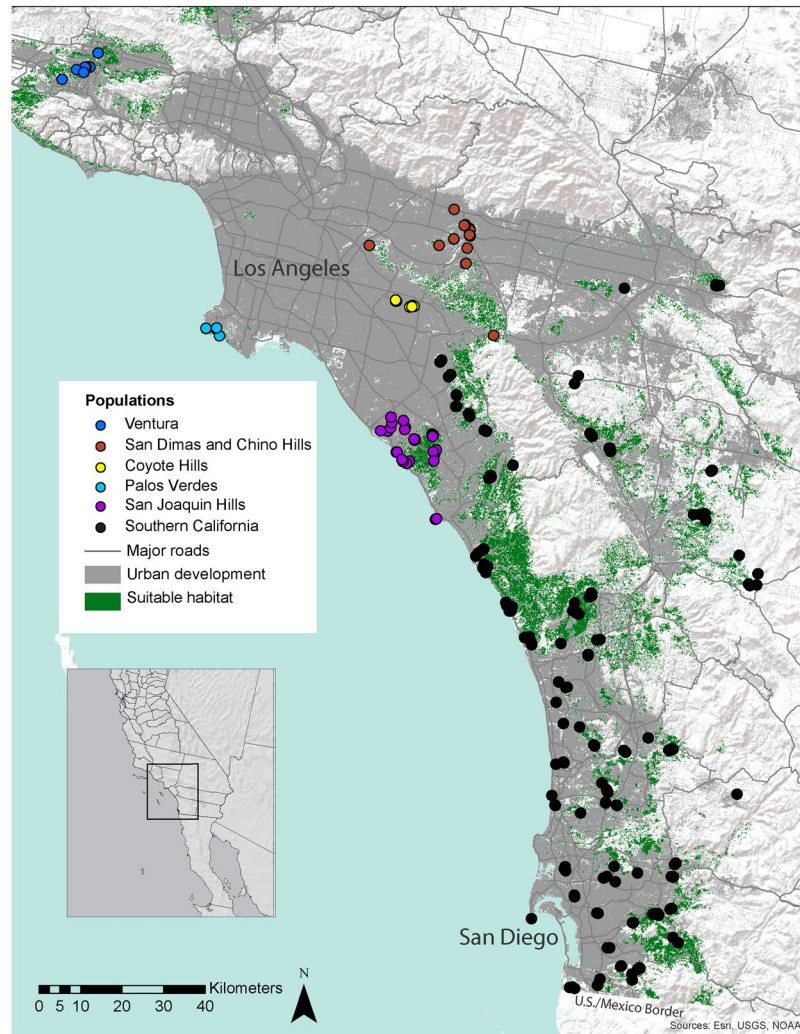 Los Angeles
Populations
Ventura
San Dimas and Chino Hills
Coyote Hills
Palos Verdes
San Joaquin Hills
Southern California
Major roads
Urban development
Suitable habitat
San Diego
N
Kilometers
0 5 10 20 30 40
U.S./Mexico Border
Sources: Esri, USGS, NOAA